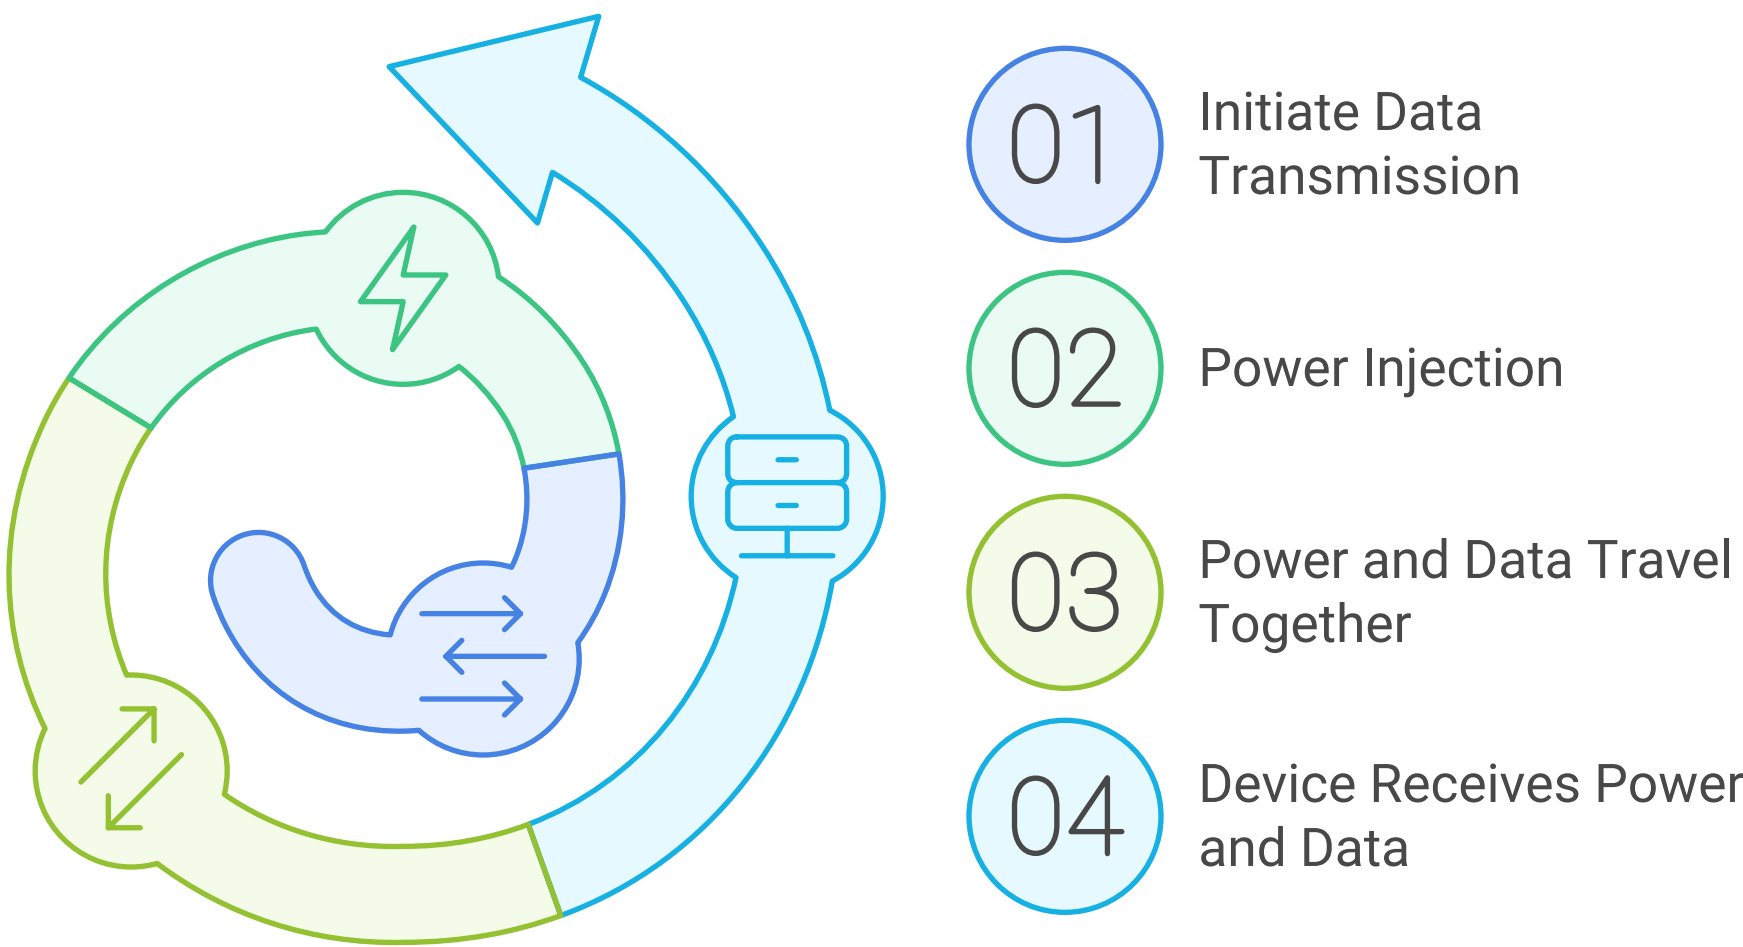 01
Initiate Data
Transmission
02
Power Injection
03
Power and Data Travel
Together
04
Device Receives Power
and Data